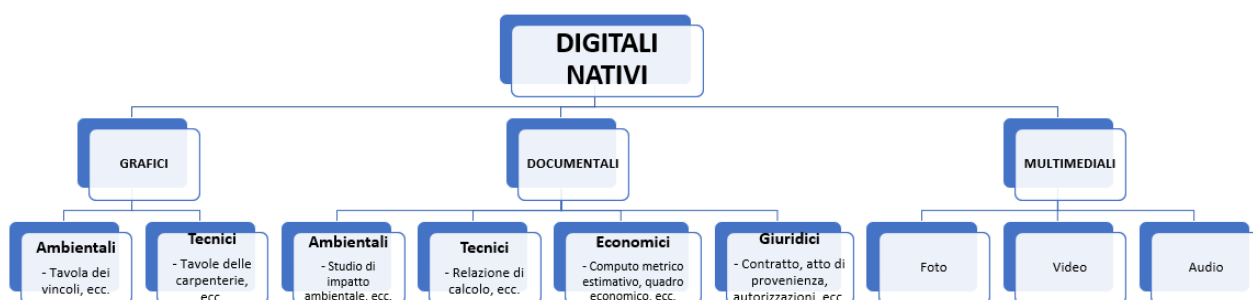 DIGITALI
NATIVI
GRAFICI
DOCUMENTALI
MULTIMEDIALI
Ambientali
- Tavola dei
vincoli, ecc.
Tecnici
- Tavole delle
carpenterie,
ecc.
Ambientali
- Studio di
impatto
ambientale, ecc.
Tecnici
- Relazione di
calcolo, ecc.
Economici
- Computo metrico
estimativo, quadro
economico, ecc.
Giuridici
- Contratto, atto di
provenienza,
autorizzazioni, ecc.
Foto
Video
Audio